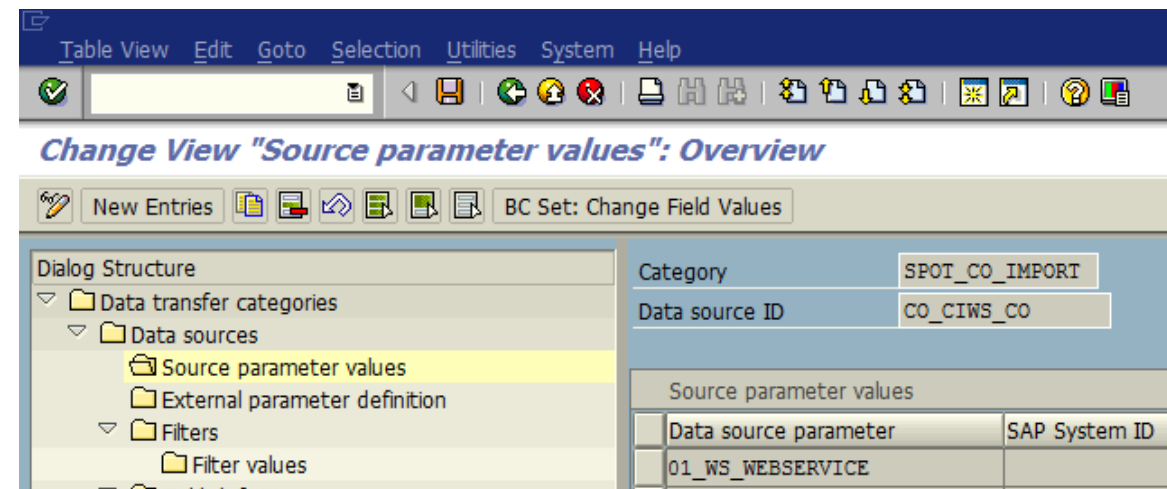 Table View Edit Goto Selection Utilities System Help
Change View "Source parameter values": Overview
New Entries BC Set: Change Field Values
Dialog Structure
Data transfer categories
Data sources
Source parameter values
External parameter definition
Filters
Filter values
Category SPOT_CO_IMPORT
Data source ID CO_CIWS_CO
Source parameter values
Data source parameter SAP System ID
01_WS_WEBSERVICE